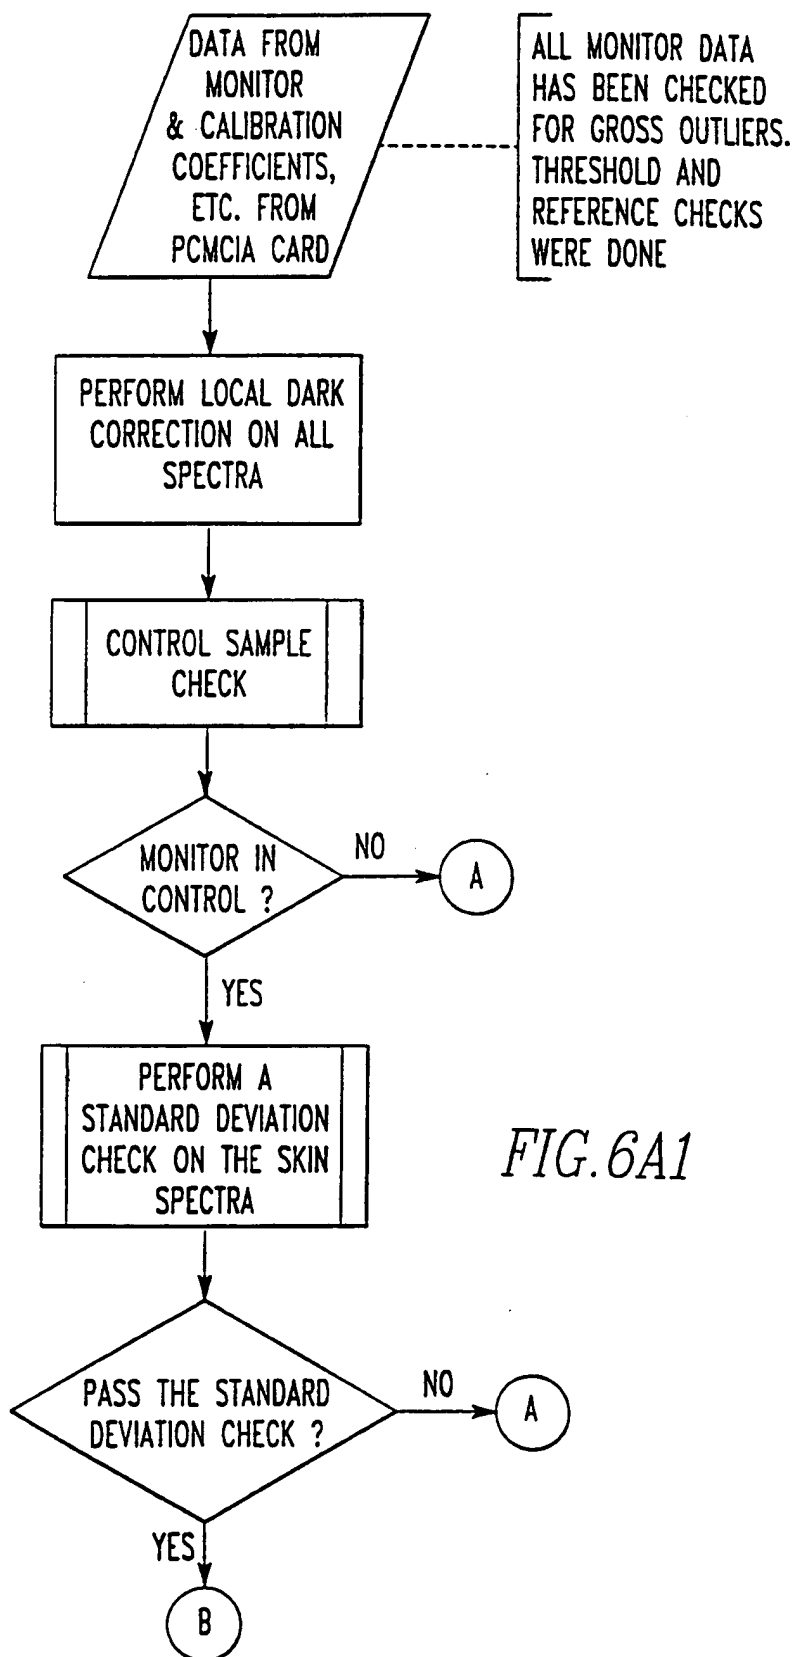 DATA FROM
MONITOR
& CALIBRATION
COEFFICIENTS,
ETC. FROM
PCMCIA CARD
ALL MONITOR DATA
HAS BEEN CHECKED
FOR GROSS OUTLIERS.
THRESHOLD AND
REFERENCE CHECKS
WERE DONE
PERFORM LOCAL DARK
CORRECTION ON ALL
SPECTRA
CONTROL SAMPLE
CHECK
MONITOR IN
CONTROL ?
NO
A
YES
PERFORM A
STANDARD DEVIATION
CHECK ON THE SKIN
SPECTRA
FIG.6A1
PASS THE STANDARD
DEVIATION CHECK ?
NO
A
YES
B